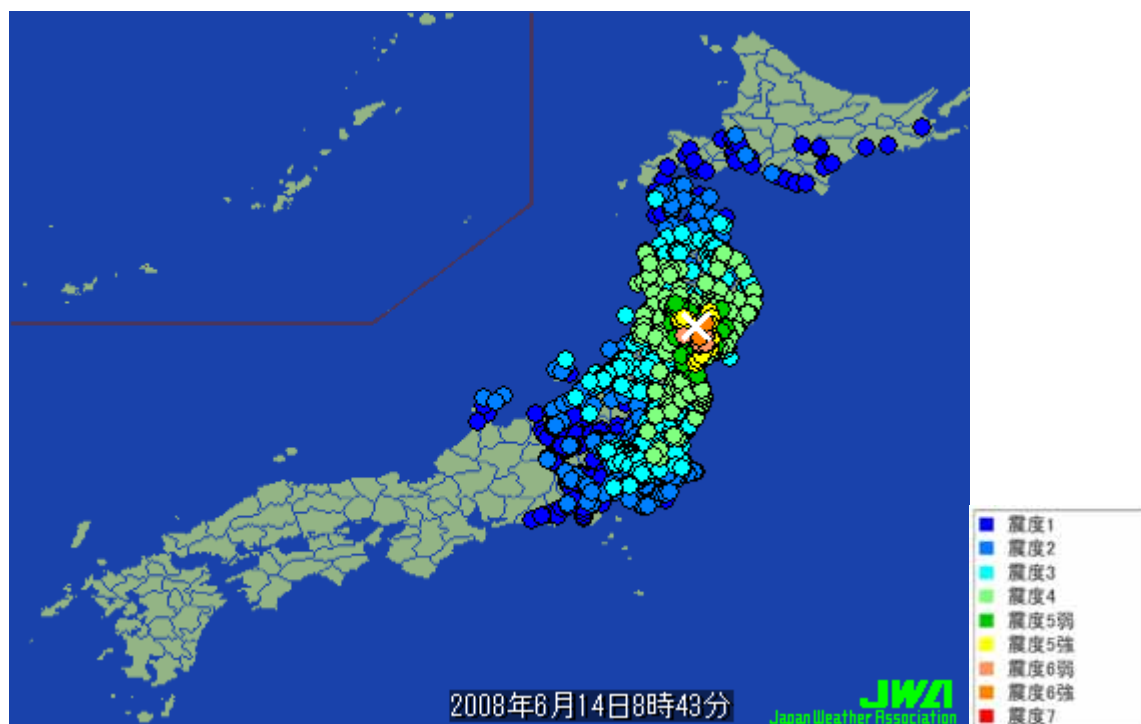 2008年6月14日8時43分
JWA
Japan Weather Association
震度1
震度2
震度3
震度4
震度5弱
震度5強
震度6弱
震度6強
震度7